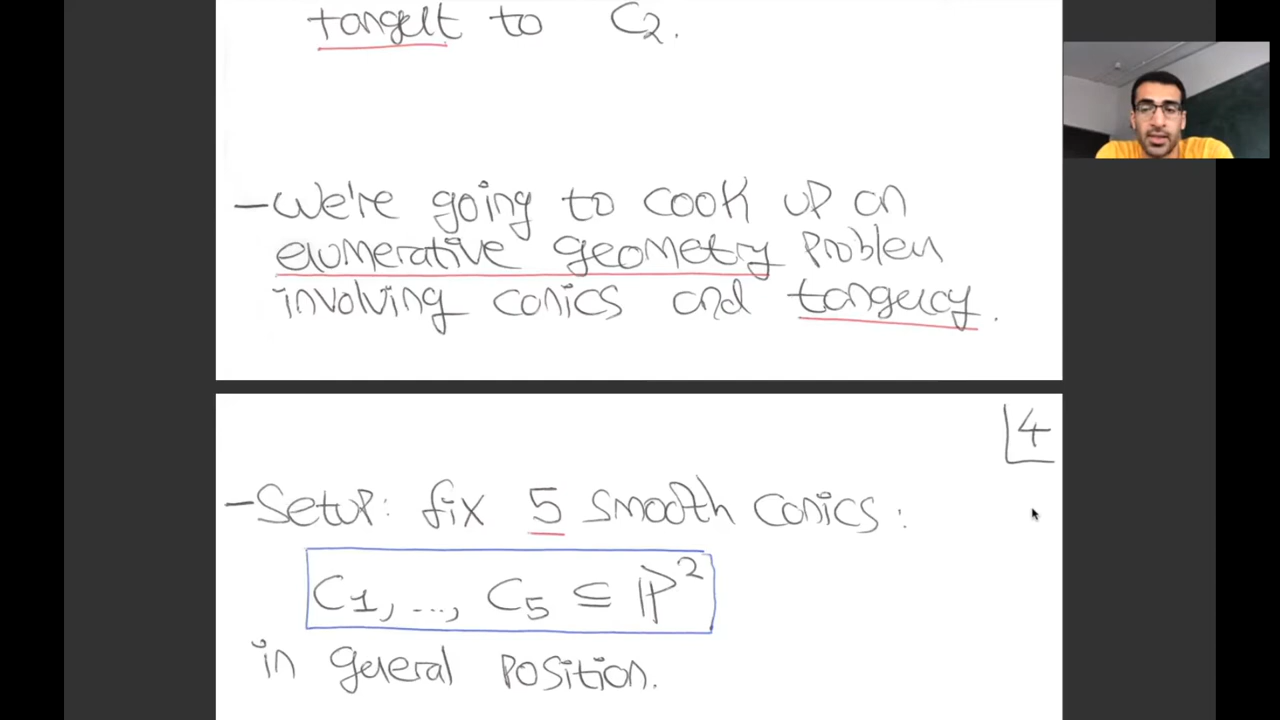 tangent to C₂.
– We're going to cook up an
enumerative geometry problem
involving conics and tangency.
4
– Setup: fix 5 smooth conics:
C₁, ..., C₅ ⊆ ℙ²
in general position.